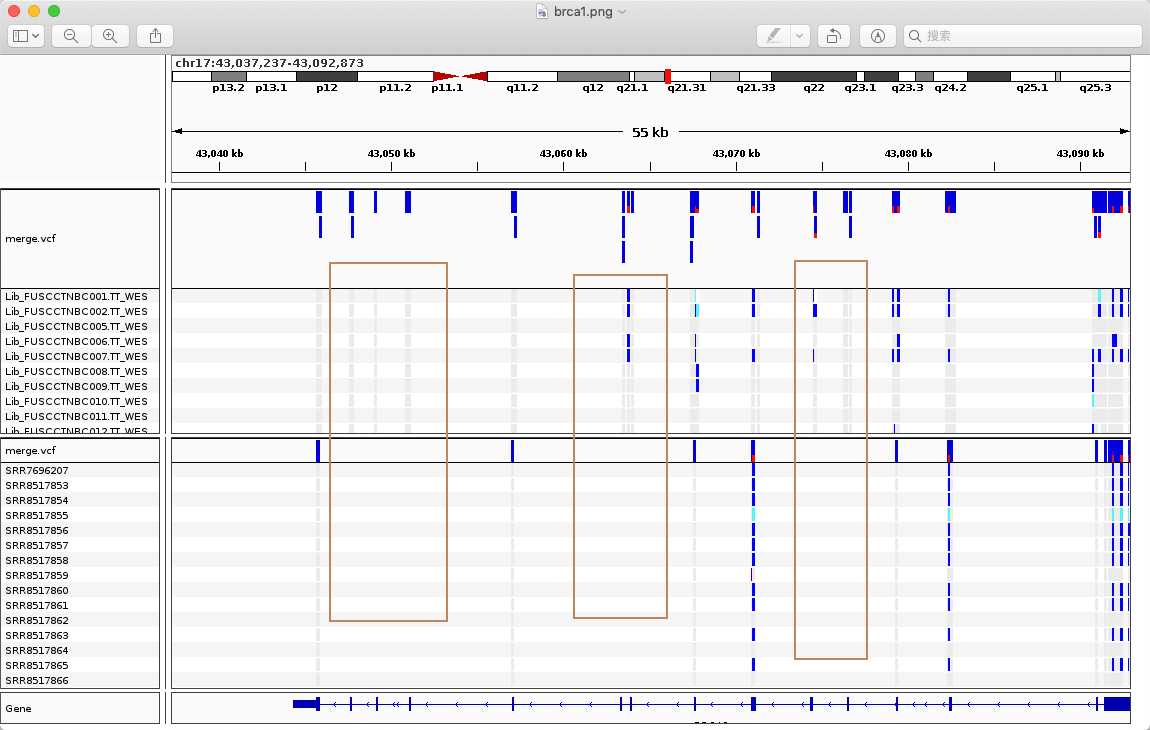 brca1.png
搜索
chr17:43,037,237-43,092,873
p13.2 p13.1 p12 p11.2 p11.1 q11.2 q12 q21.1 q21.31 q21.33 q22 q23.1 q23.3 q24.2 q25.1 q25.3
55 kb
43,040 kb 43,050 kb 43,060 kb 43,070 kb 43,080 kb 43,090 kb
merge.vcf
Lib_FUSCCTNBC001.TT_WES
Lib_FUSCCTNBC002.TT_WES
Lib_FUSCCTNBC005.TT_WES
Lib_FUSCCTNBC006.TT_WES
Lib_FUSCCTNBC007.TT_WES
Lib_FUSCCTNBC008.TT_WES
Lib_FUSCCTNBC009.TT_WES
Lib_FUSCCTNBC010.TT_WES
Lib_FUSCCTNBC011.TT_WES
Lib_FUSCCTNBC012.TT_WES
merge.vcf
SRR7696207
SRR8517853
SRR8517854
SRR8517855
SRR8517856
SRR8517857
SRR8517858
SRR8517859
SRR8517860
SRR8517861
SRR8517862
SRR8517863
SRR8517864
SRR8517865
SRR8517866
Gene